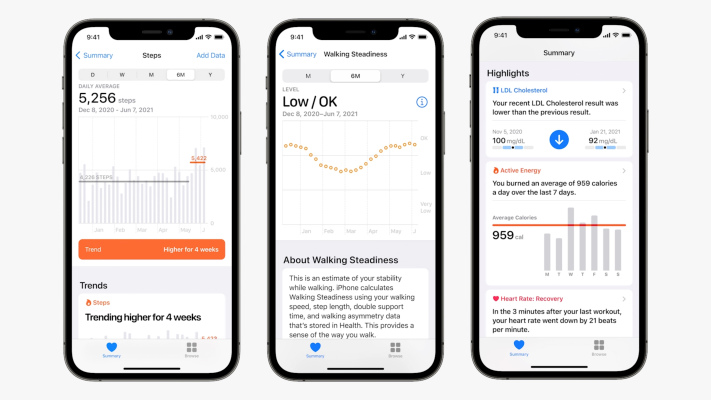 9:41
Summary
Steps
Add Data
D
W
M
6M
Y
DAILY AVERAGE
5,256 steps
Dec 8, 2020 – Jun 7, 2021
10,000
5,422
5,000
4,236 STEPS
0
Jan
Feb
Mar
Apr
May
J
Trend
Higher for 4 weeks
Trends
Steps
Trending higher for 4 weeks
Summary
Browse
9:41
Summary
Walking Steadiness
M
6M
Y
LEVEL
Low / OK
Dec 8, 2020–Jun 7, 2021
OK
Low
Very
Low
Jan
Feb
Mar
Apr
May
J
About Walking Steadiness
This is an estimate of your stability
while walking. iPhone calculates
Walking Steadiness using your walking
speed, step length, double support
time, and walking asymmetry data
that's stored in Health. This provides a
sense of the way you walk.
Summary
Browse
9:41
Summary
Highlights
LDL Cholesterol
Your recent LDL Cholesterol result was
lower than the previous result.
Nov 5, 2020
100 mg/dL
Jan 21, 2021
92 mg/dL
Active Energy
You burned an average of 959 calories
a day over the last 7 days.
Average Calories
959 cal
M
T
W
T
F
S
S
Heart Rate: Recovery
In the 3 minutes after your last workout,
your heart rate went down by 21 beats
per minute.
Summary
Browse